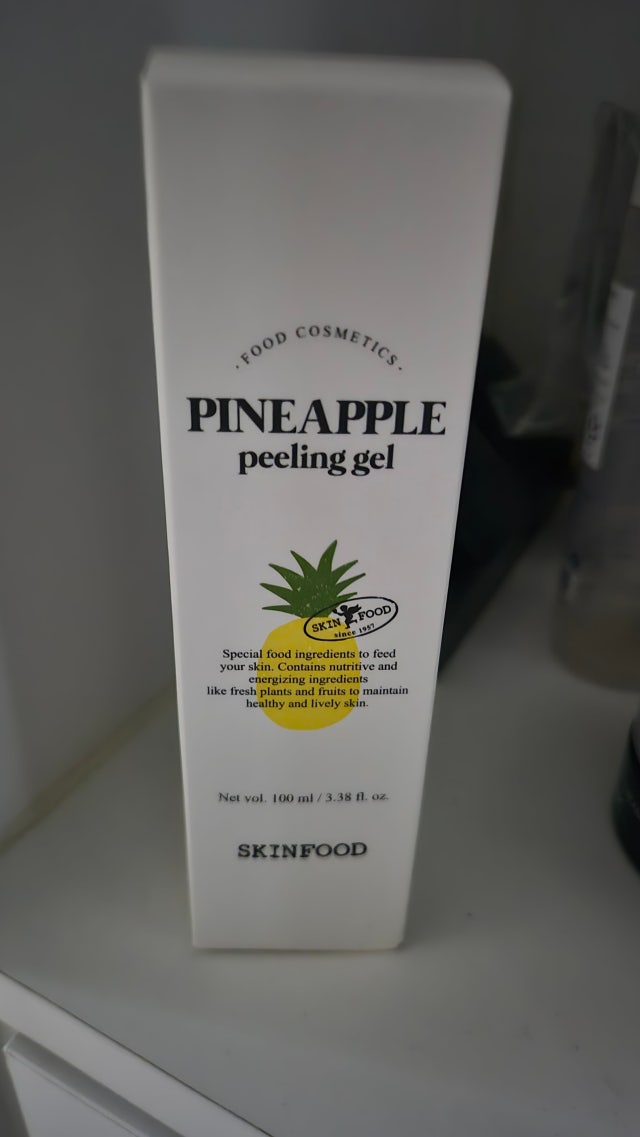 ·FOOD COSMETICS·
PINEAPPLE
peeling gel
SKIN FOOD
since 1957
Special food ingredients to feed
your skin. Contains nutritive and
energizing ingredients
like fresh plants and fruits to maintain
healthy and lively skin.
Net vol. 100 ml / 3.38 fl. oz.
SKINFOOD